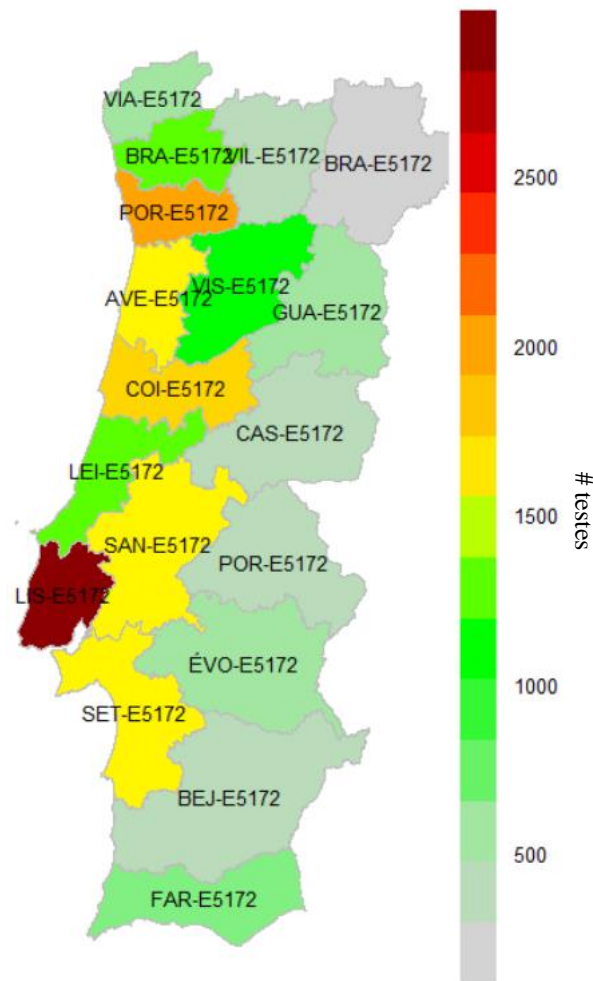 VIA-E5172
BRA-E5172
VIL-E5172
BRA-E5172
POR-E5172
AVE-E5172
VIS-E5172
GUA-E5172
COI-E5172
CAS-E5172
LEI-E5172
SAN-E5172
POR-E5172
LIS-E5172
ÉVO-E5172
SET-E5172
BEJ-E5172
FAR-E5172
2500
2000
1500
1000
500
# testes